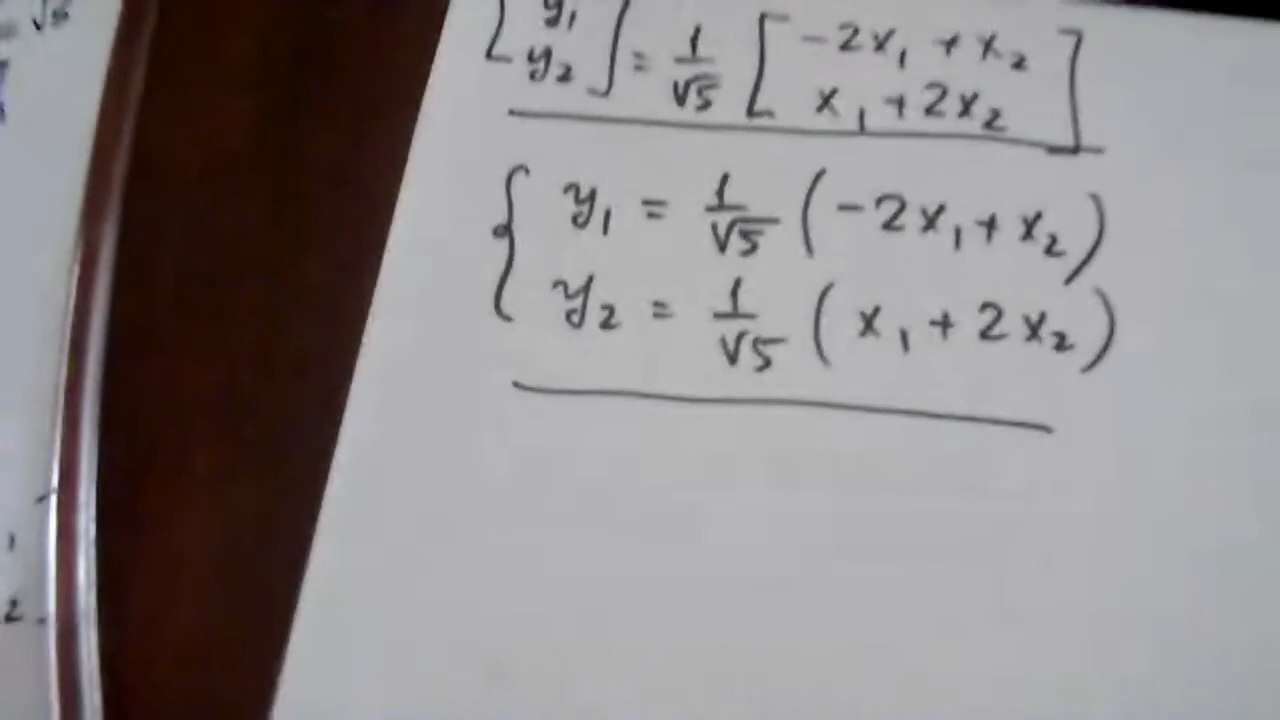 √5
[y₁ y₂] = 1/√5 [-2x₁ + x₂
x₁ + 2x₂]
{ y₁ = 1/√5 (-2x₁ + x₂)
y₂ = 1/√5 (x₁ + 2x₂)
1
2